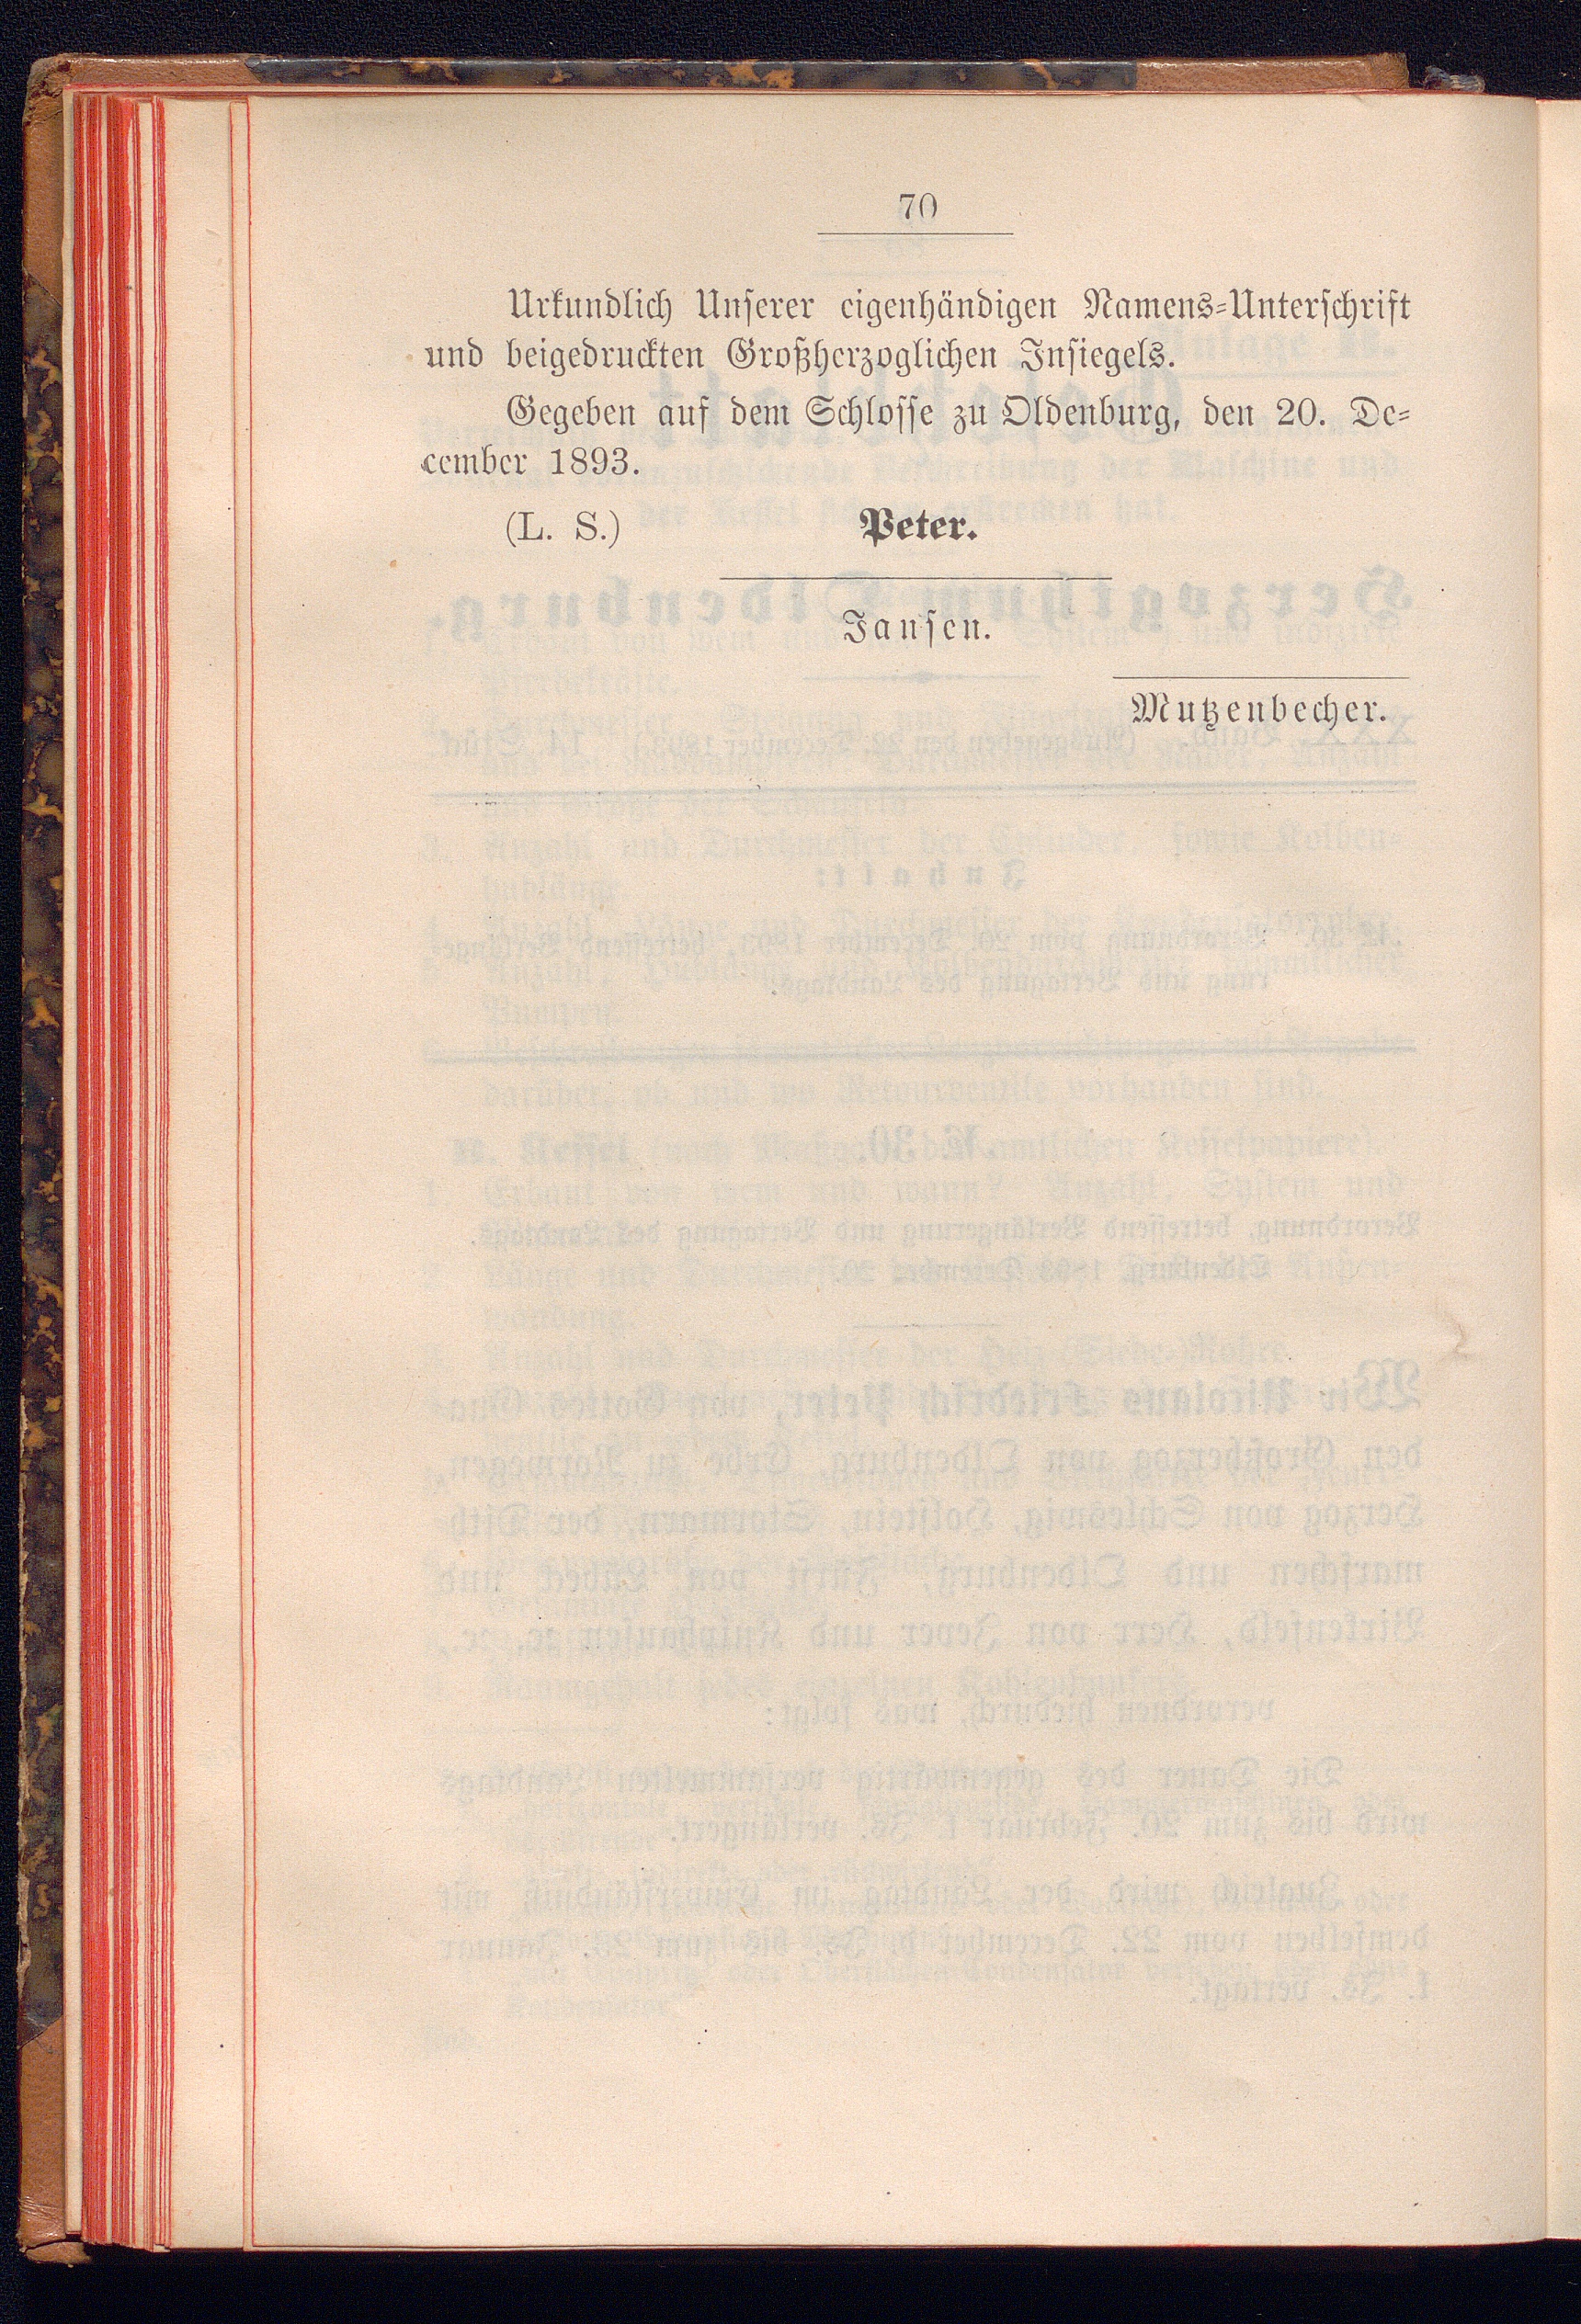 70
Urkundlich Unserer eigenhändigen Namens-Unterschrift
und beigedruckten Großherzoglichen Insiegels.
Gegeben auf dem Schlosse zu Oldenburg, den 20. De-
cember 1893.
(L. S.) Peter.
Jansen.
Mutzenbecher.